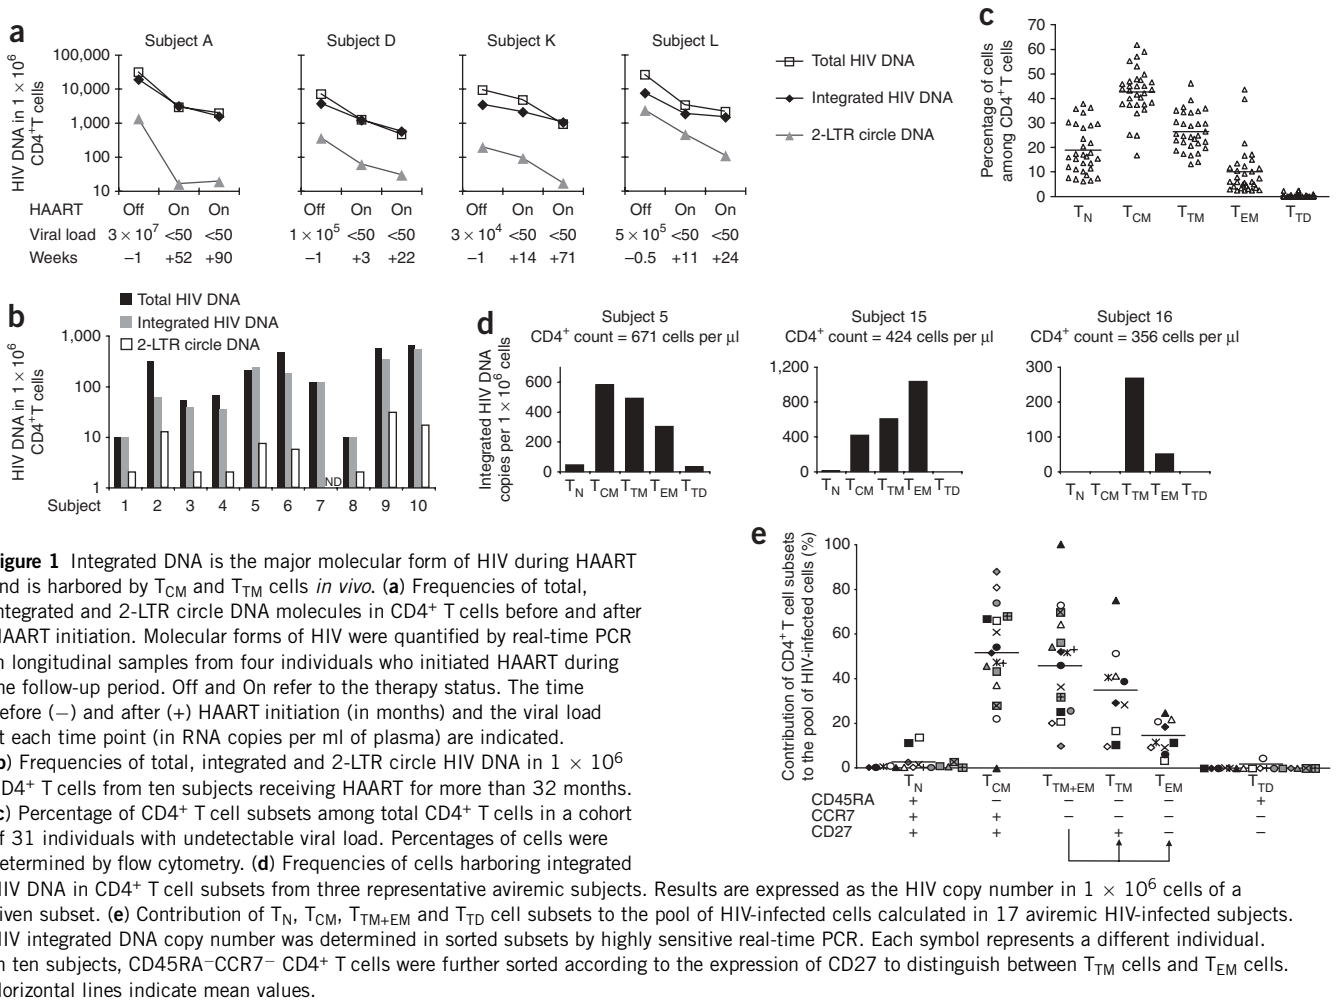 a
Subject A
Subject D
Subject K
Subject L
HIV DNA in 1 × 10⁶
CD4⁺T cells
100,000
10,000
1,000
100
10
Total HIV DNA
Integrated HIV DNA
2-LTR circle DNA
HAART Off On On Off On On Off On On Off On On
Viral load 3 × 10⁷ <50 <50 1 × 10⁵ <50 <50 3 × 10⁴ <50 <50 5 × 10⁵ <50 <50
Weeks −1 +52 +90 −1 +3 +22 −1 +14 +71 −0.5 +11 +24
c
Percentage of cells
among CD4⁺ T cells
70
60
50
40
30
20
10
0
T_N T_CM T_TM T_EM T_TD
b
Total HIV DNA
Integrated HIV DNA
2-LTR circle DNA
HIV DNA in 1 × 10⁶
CD4⁺T cells
1,000
100
10
1
ND
Subject 1 2 3 4 5 6 7 8 9 10
d
Subject 5
CD4⁺ count = 671 cells per µl
Subject 15
CD4⁺ count = 424 cells per µl
Subject 16
CD4⁺ count = 356 cells per µl
Integrated HIV DNA
copies per 1 × 10⁶ cells
600
400
200
0
T_N T_CM T_TM T_EM T_TD
1,200
800
400
0
T_N T_CM T_TM T_EM T_TD
300
200
100
0
T_N T_CM T_TM T_EM T_TD
e
Contribution of CD4⁺T cell subsets
to the pool of HIV-infected cells (%)
100
80
60
40
20
0
T_N T_CM T_TM+EM T_TM T_EM T_TD
CD45RA + − − − − +
CCR7 + + − − − −
CD27 + + − + − −
igure 1 Integrated DNA is the major molecular form of HIV during HAART
nd is harbored by T_CM and T_TM cells in vivo. (a) Frequencies of total,
ntegrated and 2-LTR circle DNA molecules in CD4⁺ T cells before and after
HAART initiation. Molecular forms of HIV were quantified by real-time PCR
n longitudinal samples from four individuals who initiated HAART during
he follow-up period. Off and On refer to the therapy status. The time
efore (−) and after (+) HAART initiation (in months) and the viral load
t each time point (in RNA copies per ml of plasma) are indicated.
b) Frequencies of total, integrated and 2-LTR circle HIV DNA in 1 × 10⁶
CD4⁺ T cells from ten subjects receiving HAART for more than 32 months.
c) Percentage of CD4⁺ T cell subsets among total CD4⁺ T cells in a cohort
f 31 individuals with undetectable viral load. Percentages of cells were
etermined by flow cytometry. (d) Frequencies of cells harboring integrated
HIV DNA in CD4⁺ T cell subsets from three representative aviremic subjects. Results are expressed as the HIV copy number in 1 × 10⁶ cells of a
iven subset. (e) Contribution of T_N, T_CM, T_TM+EM and T_TD cell subsets to the pool of HIV-infected cells calculated in 17 aviremic HIV-infected subjects.
HIV integrated DNA copy number was determined in sorted subsets by highly sensitive real-time PCR. Each symbol represents a different individual.
n ten subjects, CD45RA⁻CCR7⁻ CD4⁺ T cells were further sorted according to the expression of CD27 to distinguish between T_TM cells and T_EM cells.
Horizontal lines indicate mean values.